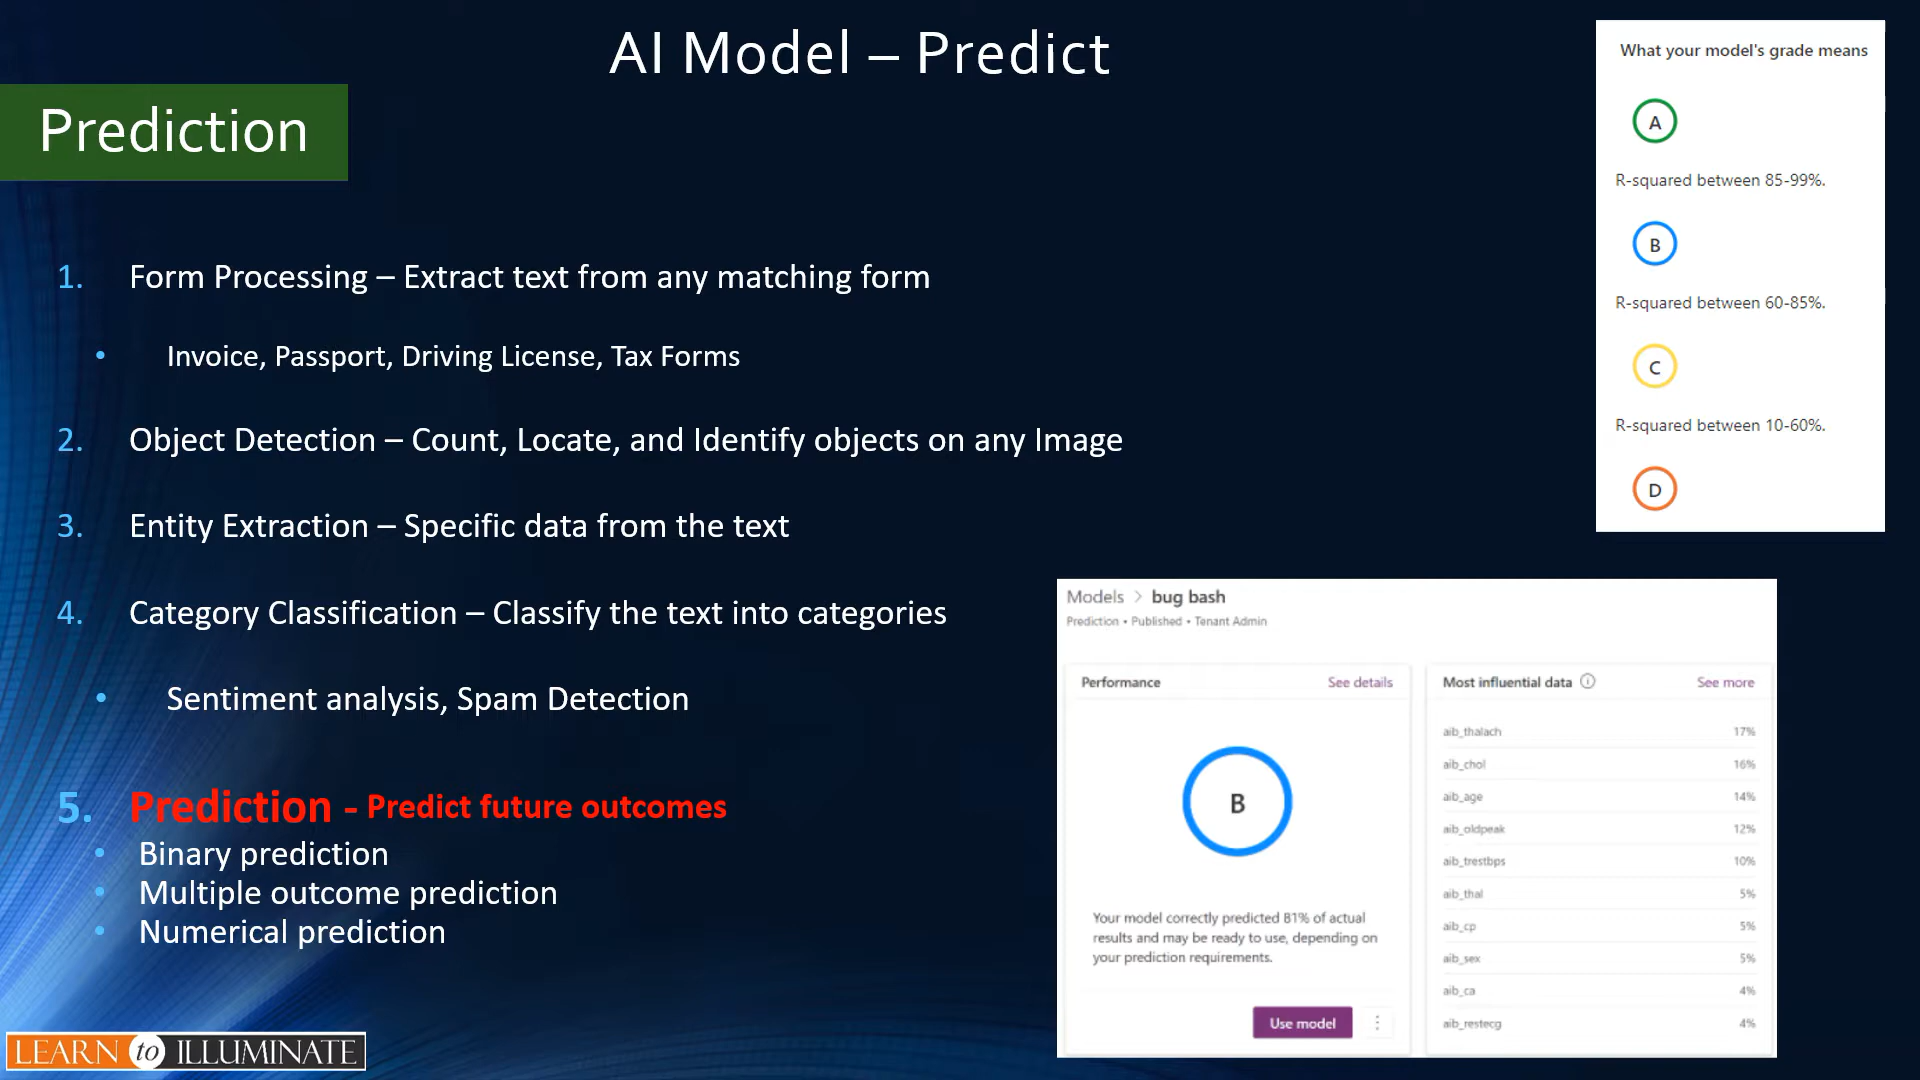 AI Model – Predict
Prediction
1. Form Processing – Extract text from any matching form
• Invoice, Passport, Driving License, Tax Forms
2. Object Detection – Count, Locate, and Identify objects on any Image
3. Entity Extraction – Specific data from the text
4. Category Classification – Classify the text into categories
• Sentiment analysis, Spam Detection
5. Prediction - Predict future outcomes
• Binary prediction
• Multiple outcome prediction
• Numerical prediction
LEARN to ILLUMINATE
What your model's grade means
A
R-squared between 85-99%.
B
R-squared between 60-85%.
C
R-squared between 10-60%.
D
Models > bug bash
Prediction • Published • Tenant Admin
Performance See details
B
Your model correctly predicted 81% of actual
results and may be ready to use, depending on
your prediction requirements.
Use model
Most influential data See more
aib_thalach 17%
aib_chol 16%
aib_age 14%
aib_oldpeak 12%
aib_trestbps 10%
aib_thal 5%
aib_cp 5%
aib_sex 5%
aib_ca 4%
aib_restecg 4%